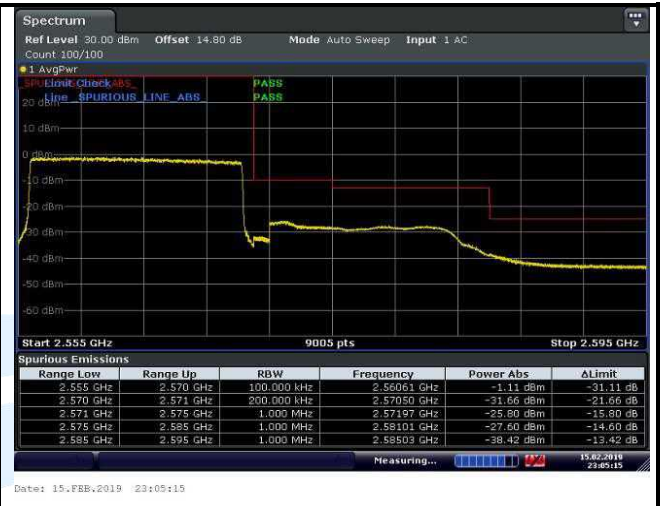 Spectrum
Ref Level 30.00 dBm Offset 14.80 dB Mode Auto Sweep Input 1 AC
Count 100/100
1 AvgPwr
Limit Check PASS
Line _SPURIOUS_LINE_ABS_ PASS
20 dBm
10 dBm
0 dBm
-10 dBm
-20 dBm
-30 dBm
-40 dBm
-50 dBm
-60 dBm
Start 2.555 GHz 9005 pts Stop 2.595 GHz
Spurious Emissions
Range Low Range Up RBW Frequency Power Abs ΔLimit
2.555 GHz 2.570 GHz 100.000 kHz 2.56061 GHz -1.11 dBm -31.11 dB
2.570 GHz 2.571 GHz 200.000 kHz 2.57050 GHz -31.66 dBm -21.66 dB
2.571 GHz 2.575 GHz 1.000 MHz 2.57197 GHz -25.80 dBm -15.80 dB
2.575 GHz 2.585 GHz 1.000 MHz 2.58101 GHz -27.60 dBm -14.60 dB
2.585 GHz 2.595 GHz 1.000 MHz 2.58503 GHz -38.42 dBm -13.42 dB
Measuring... 15.02.2019
23:05:15
Date: 15.FEB.2019 23:05:15